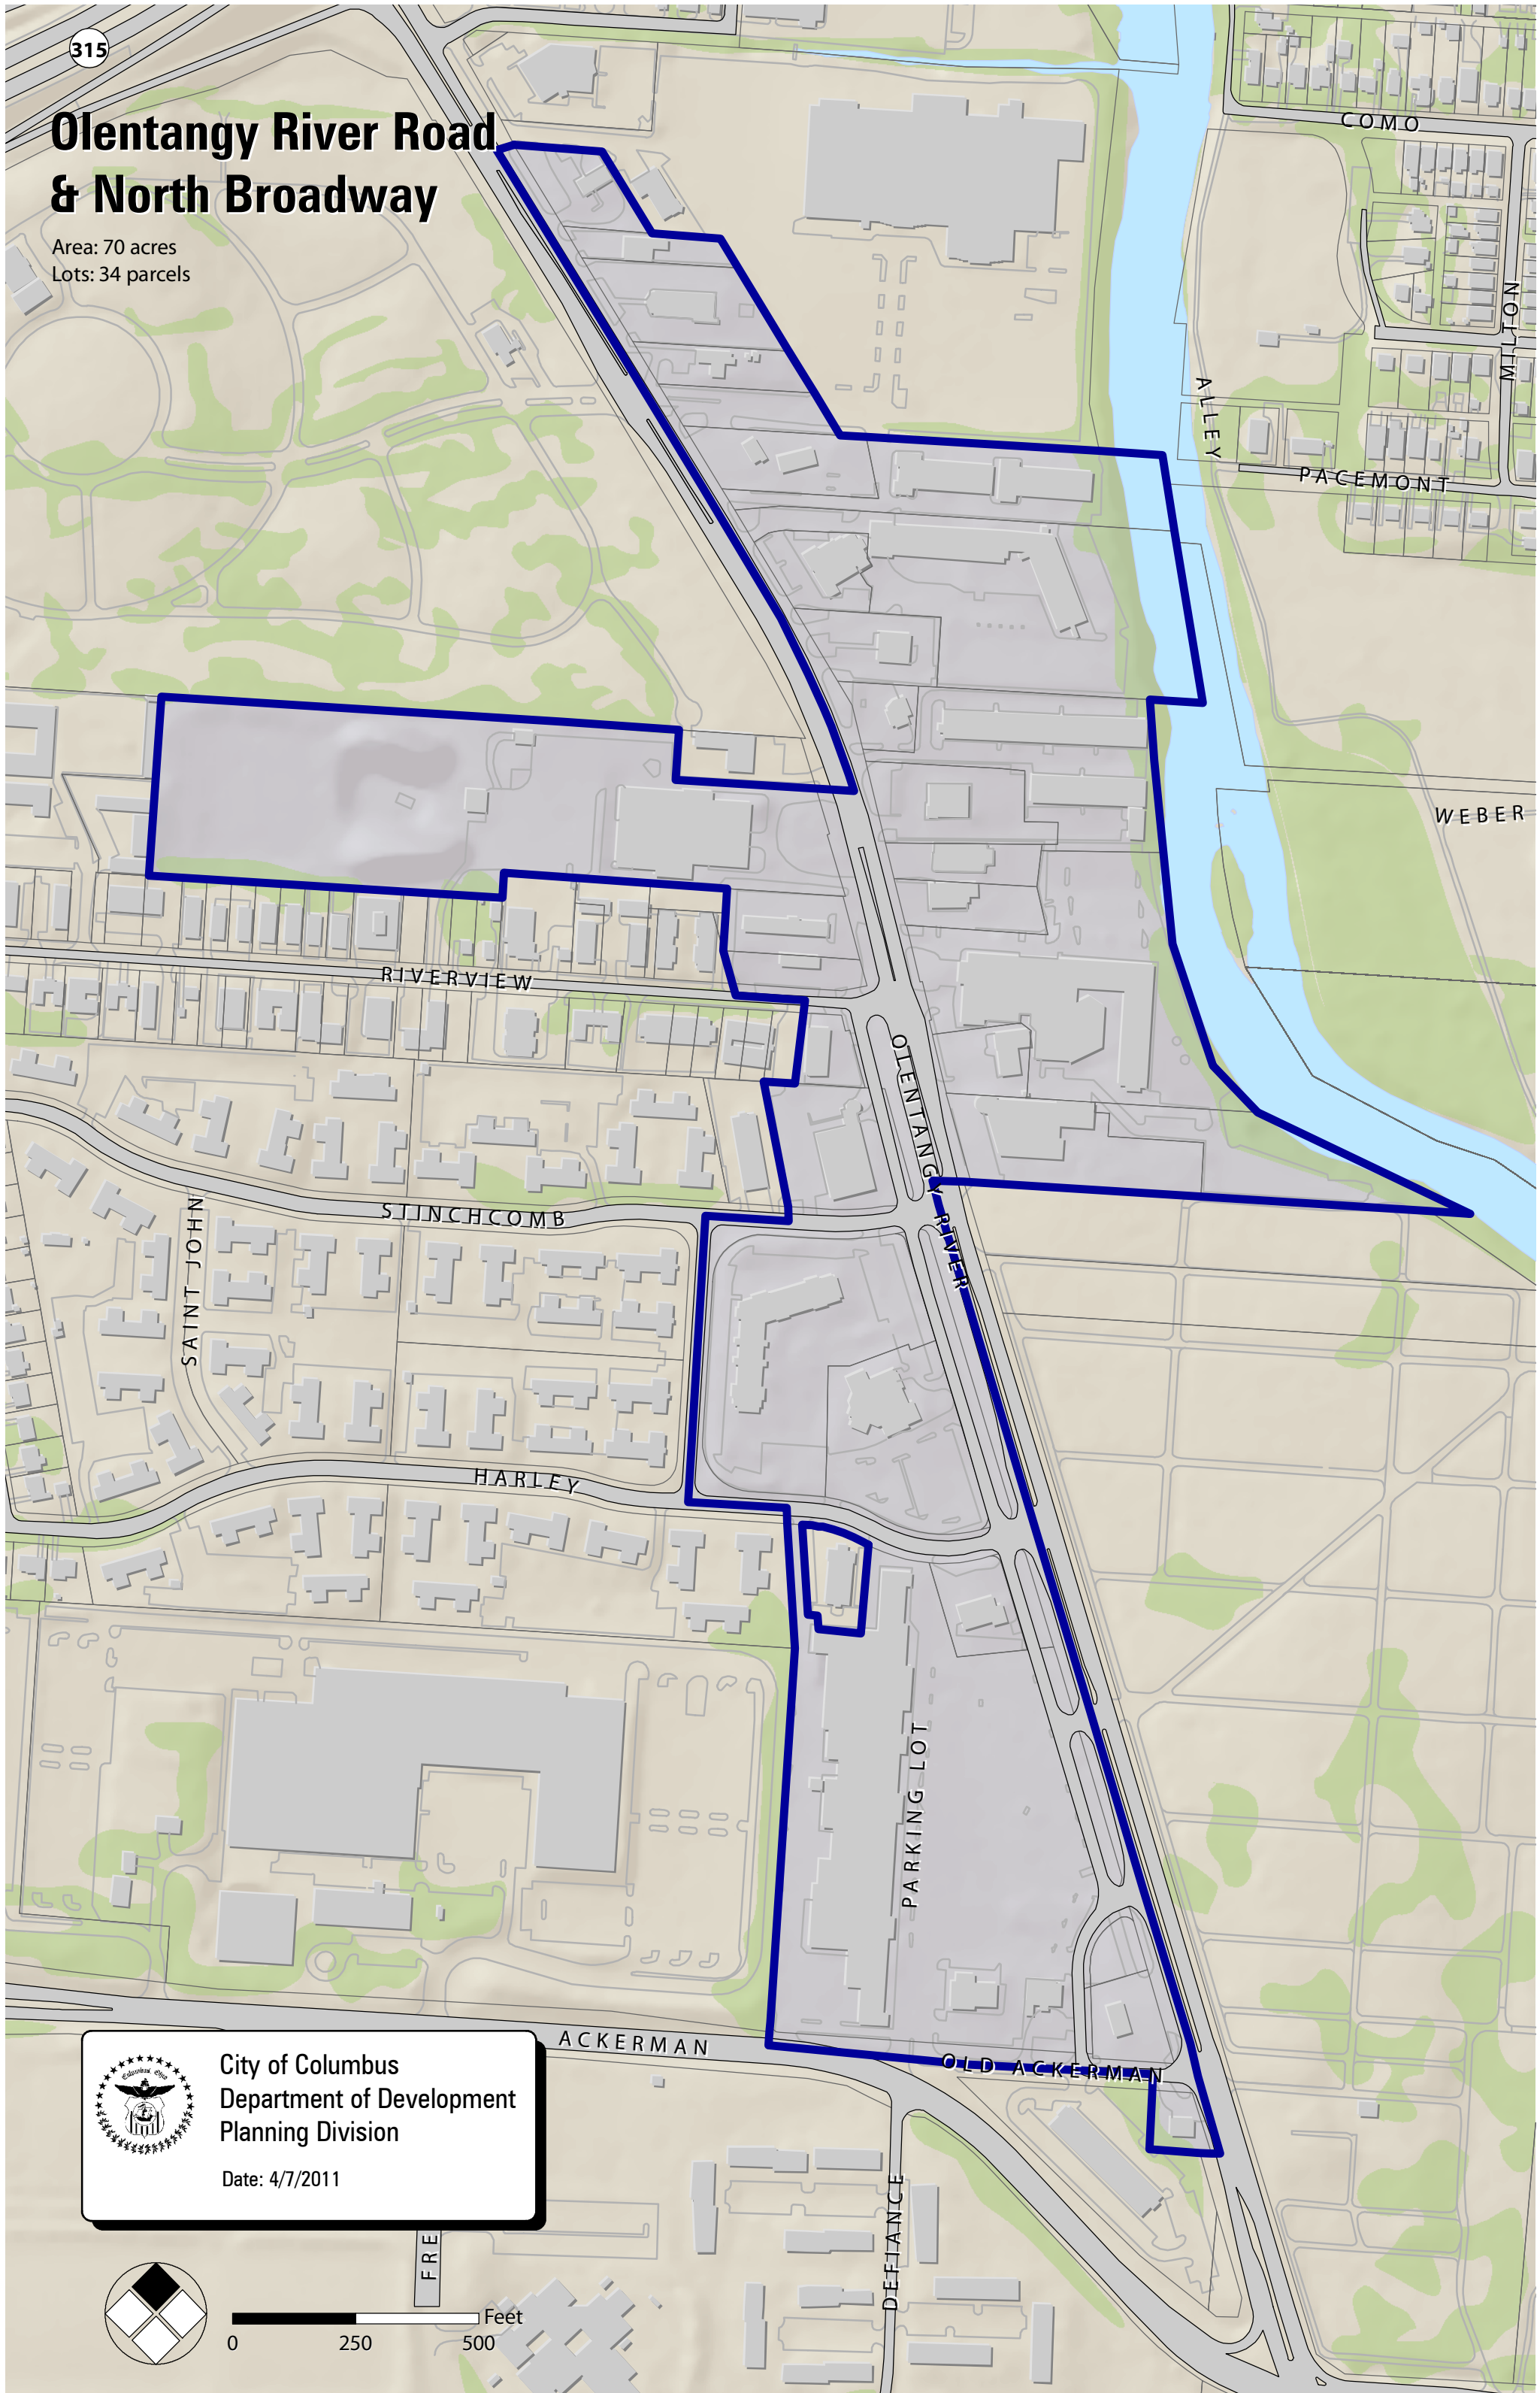 315
Olentangy River Road
& North Broadway
Area: 70 acres
Lots: 34 parcels
COMO
MILTON
ALLEY
PACEMONT
WEBER
RIVERVIEW
OLENTANGY RIVER
STINCHCOMB
SAINT JOHN
HARLEY
PARKING LOT
ACKERMAN
OLD ACKERMAN
City of Columbus
Department of Development
Planning Division
Date: 4/7/2011
DEFIANCE
FRE
Feet
0 250 500